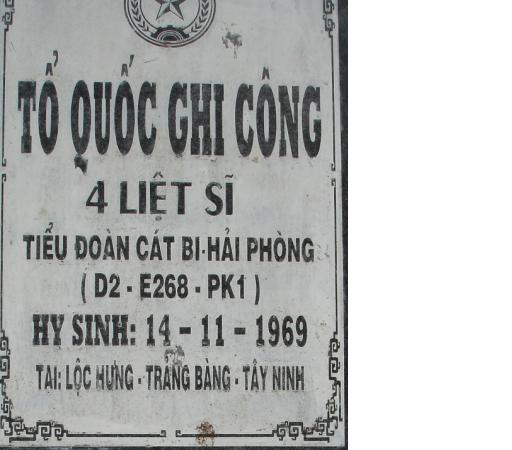 TỔ QUỐC GHI CÔNG
4 LIỆT SĨ
TIỂU ĐOÀN CÁT BI-HẢI PHÒNG
( D2 - E268 - PK1 )
HY SINH: 14 - 11 - 1969
TẠI: LỘC HƯNG - TRẢNG BÀNG - TÂY NINH